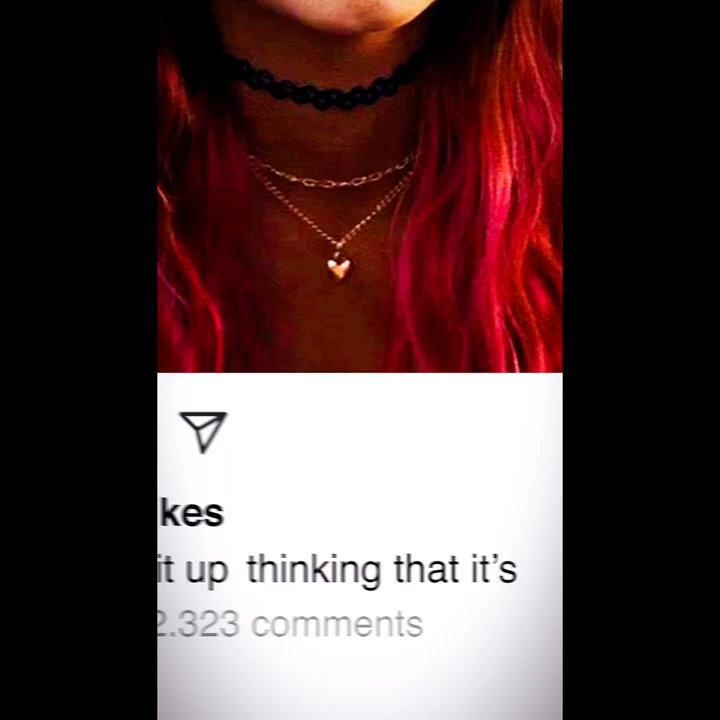 kes
it up thinking that it's
2.323 comments